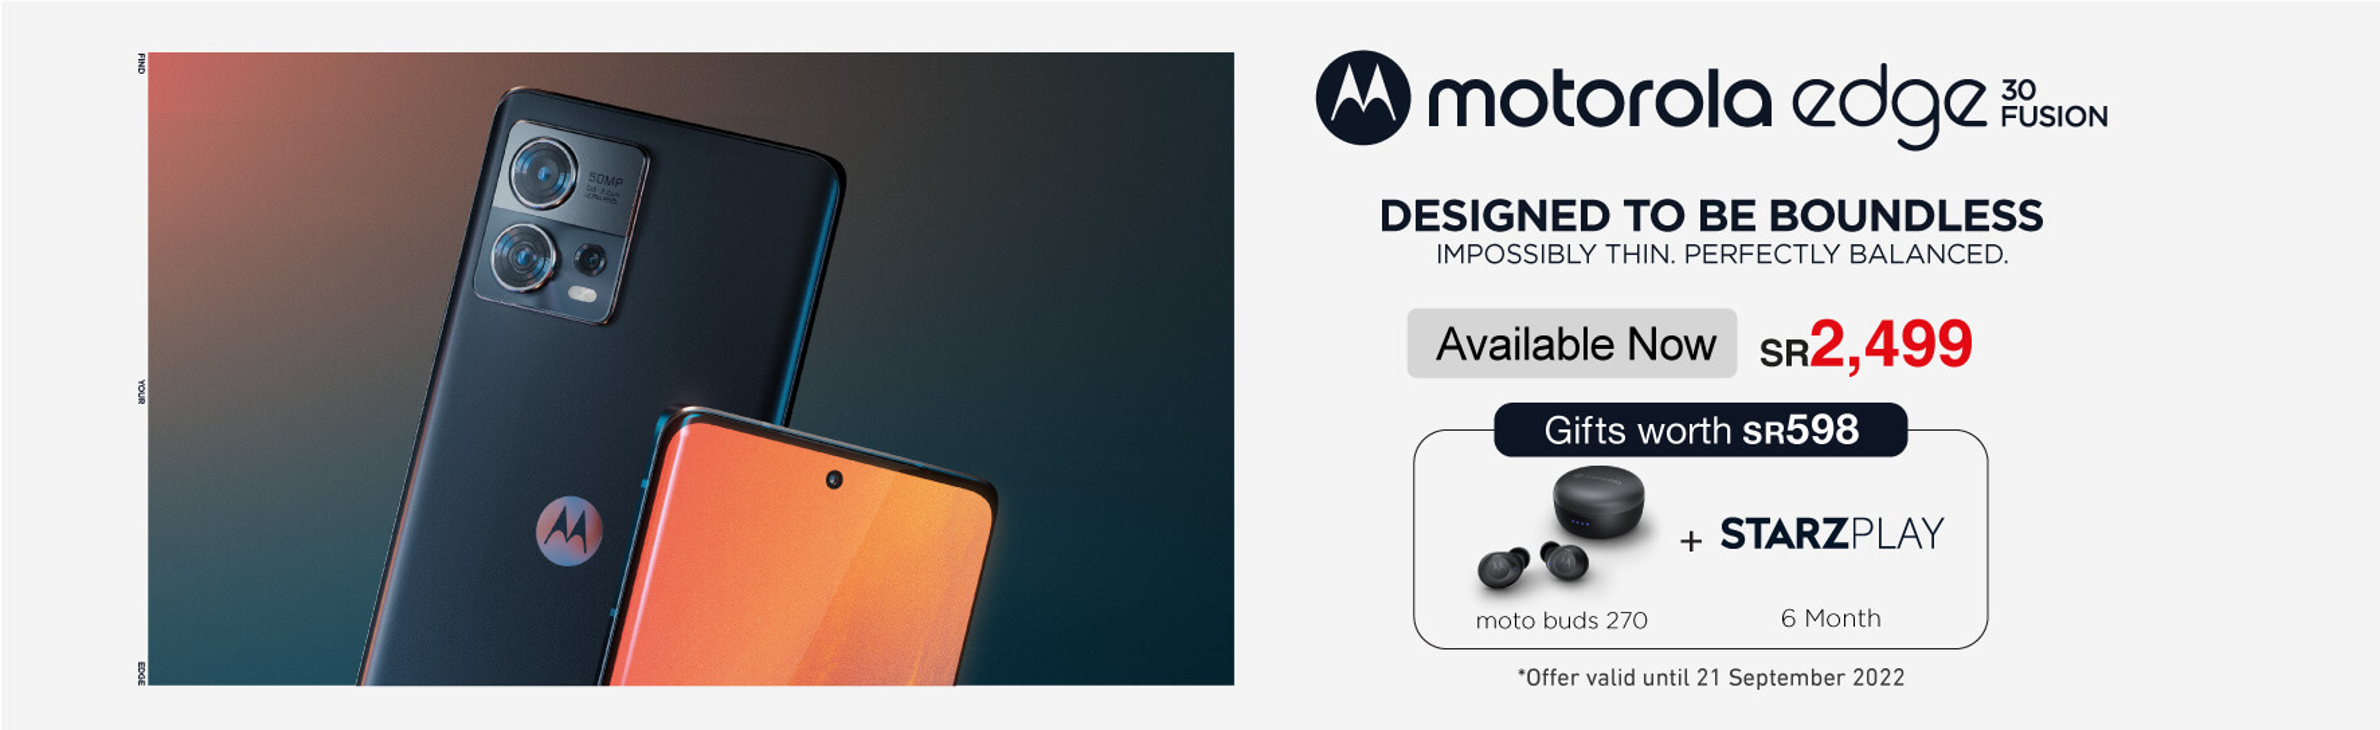 FIND
YOUR
EDGE
50MP
motorola edge 30 FUSION
DESIGNED TO BE BOUNDLESS
IMPOSSIBLY THIN. PERFECTLY BALANCED.
Available Now SR2,499
Gifts worth SR598
+ STARZPLAY
moto buds 270
6 Month
*Offer valid until 21 September 2022